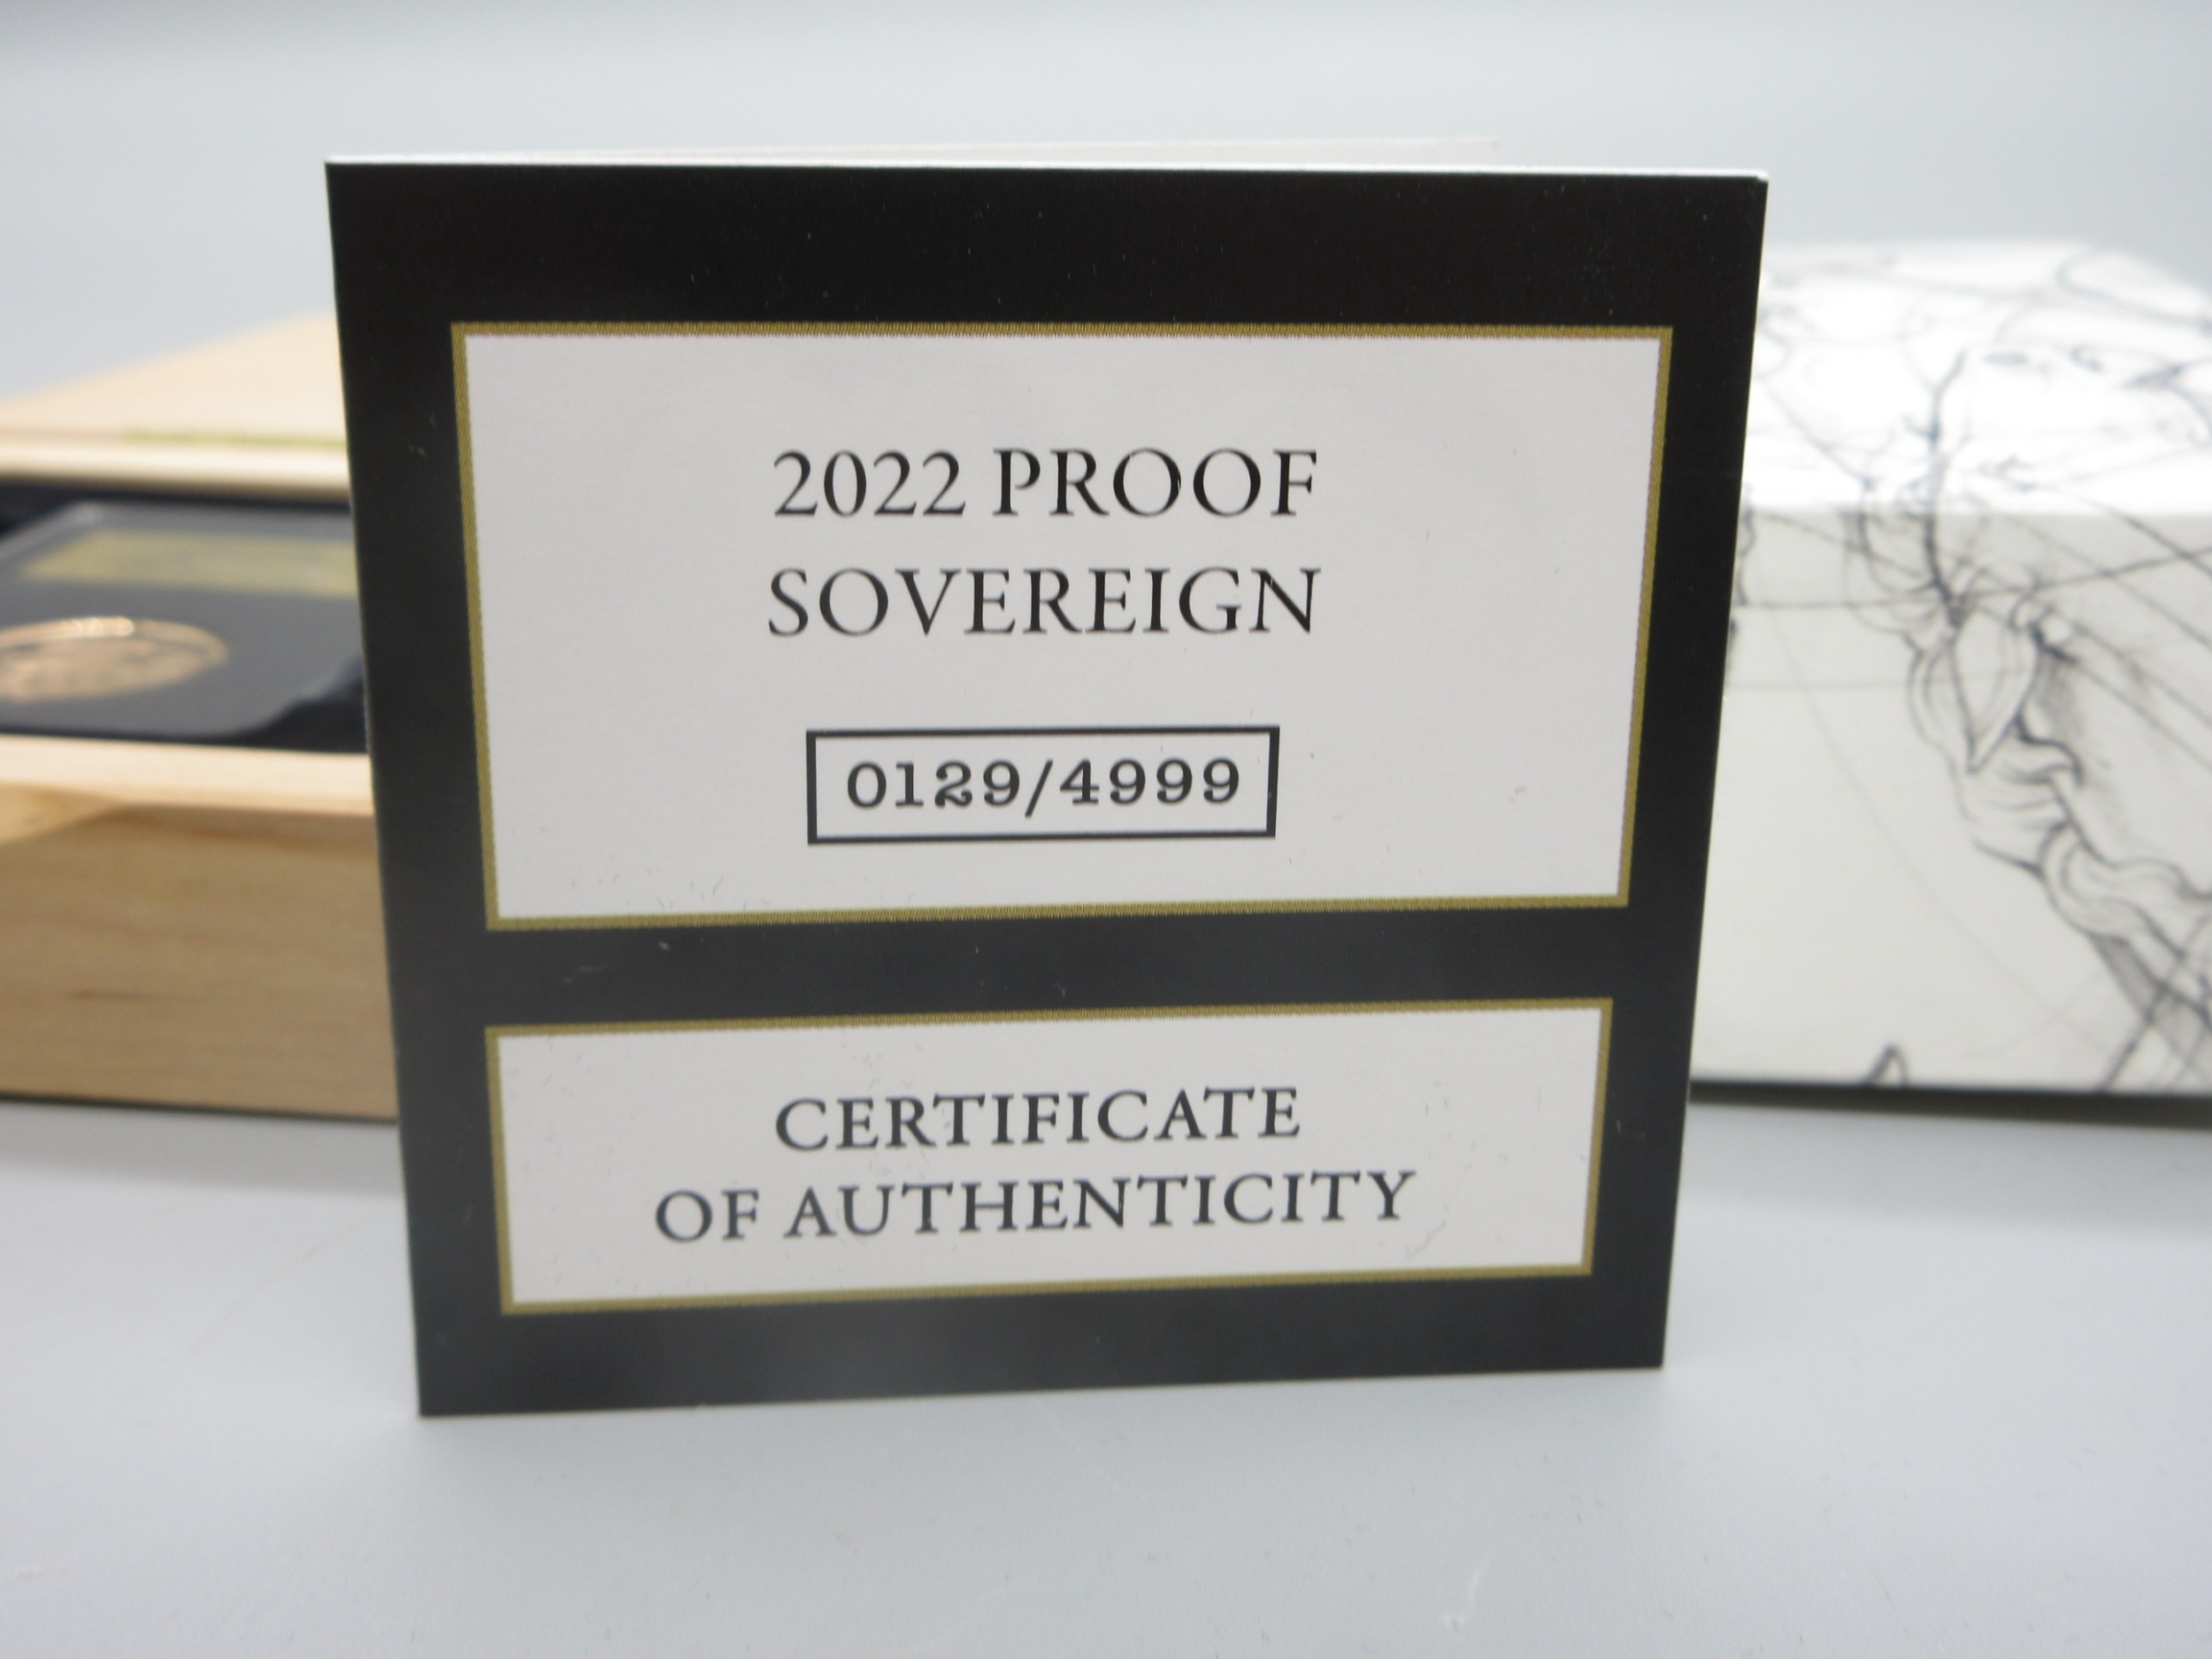 2022 PROOF
SOVEREIGN
0129/4999
CERTIFICATE
OF AUTHENTICITY